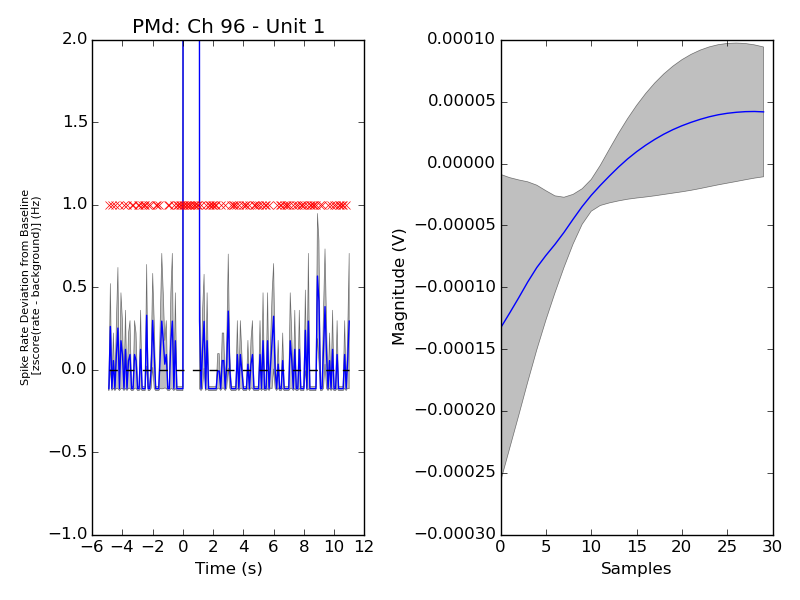 PMd: Ch 96 - Unit 1
Spike Rate Deviation from Baseline
[zscore(rate - background)] (Hz)
2.0
1.5
1.0
0.5
0.0
−0.5
−1.0
−6 −4 −2 0 2 4 6 8 10 12
Time (s)
Magnitude (V)
0.00010
0.00005
0.00000
−0.00005
−0.00010
−0.00015
−0.00020
−0.00025
−0.00030
0 5 10 15 20 25 30
Samples